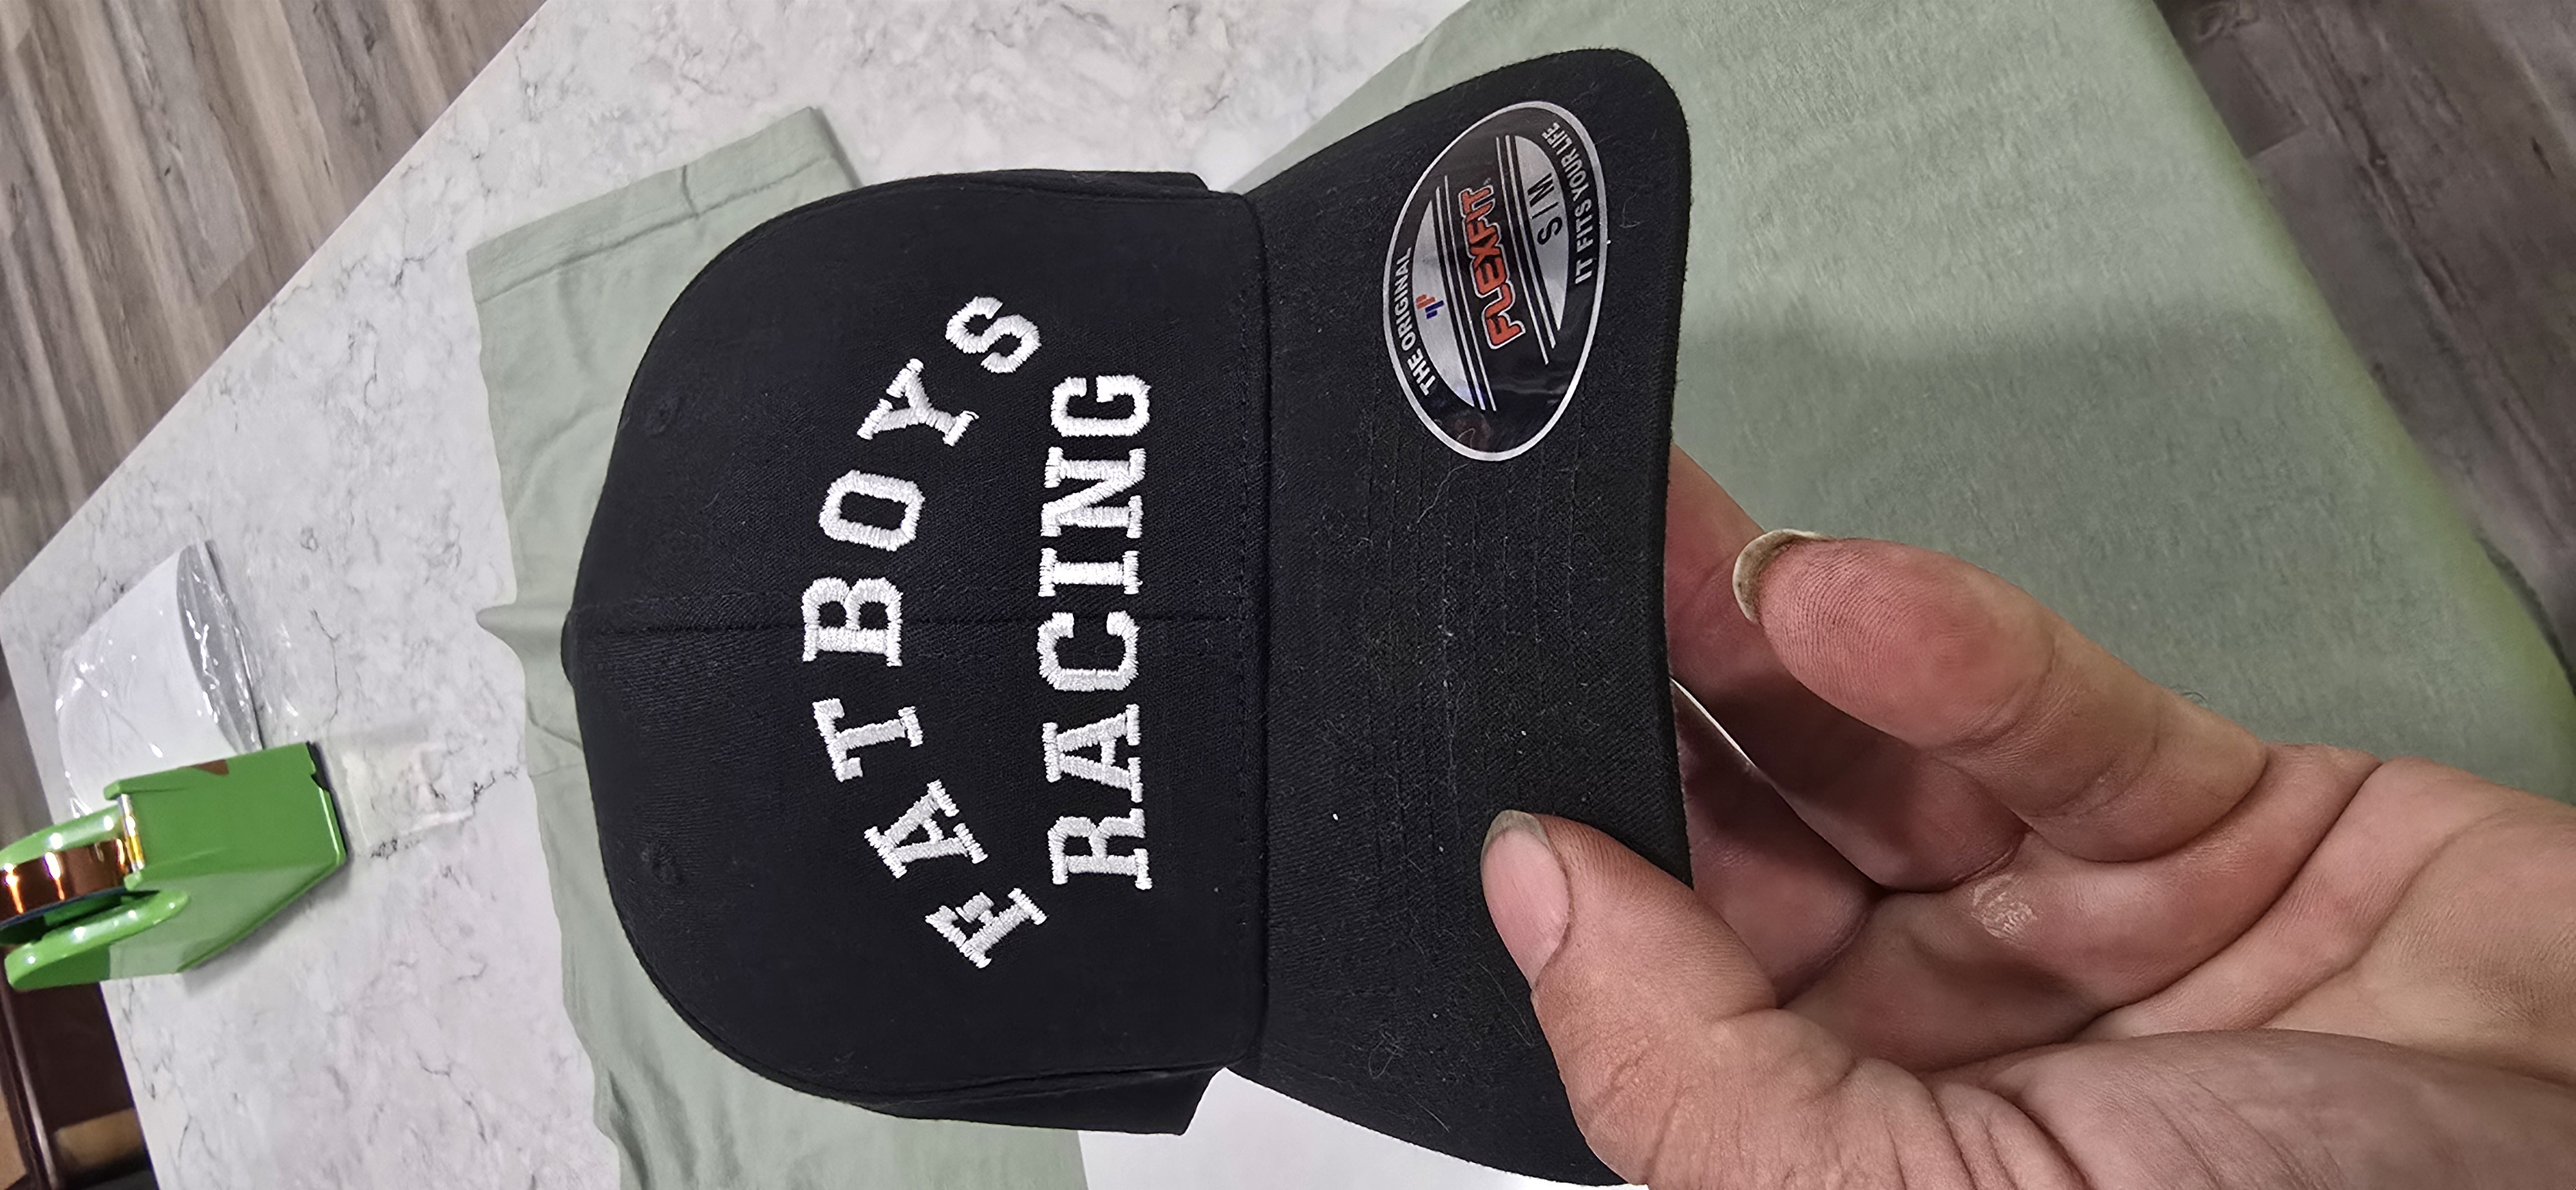 FATBOYS
RACING
THE ORIGINAL
FLEXFIT
S/M
IT FITS YOUR LIFE